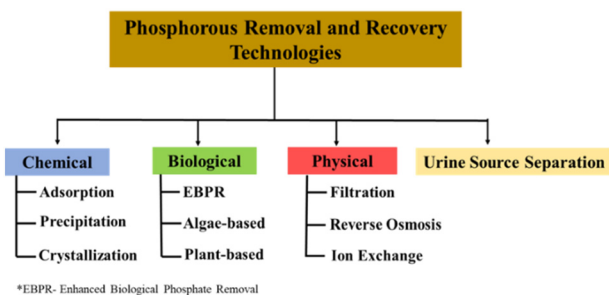 Phosphorous Removal and Recovery
Technologies
Chemical
Biological
Physical
Urine Source Separation
Adsorption
EBPR
Filtration
Precipitation
Algae-based
Reverse Osmosis
Crystallization
Plant-based
Ion Exchange
*EBPR- Enhanced Biological Phosphate Removal